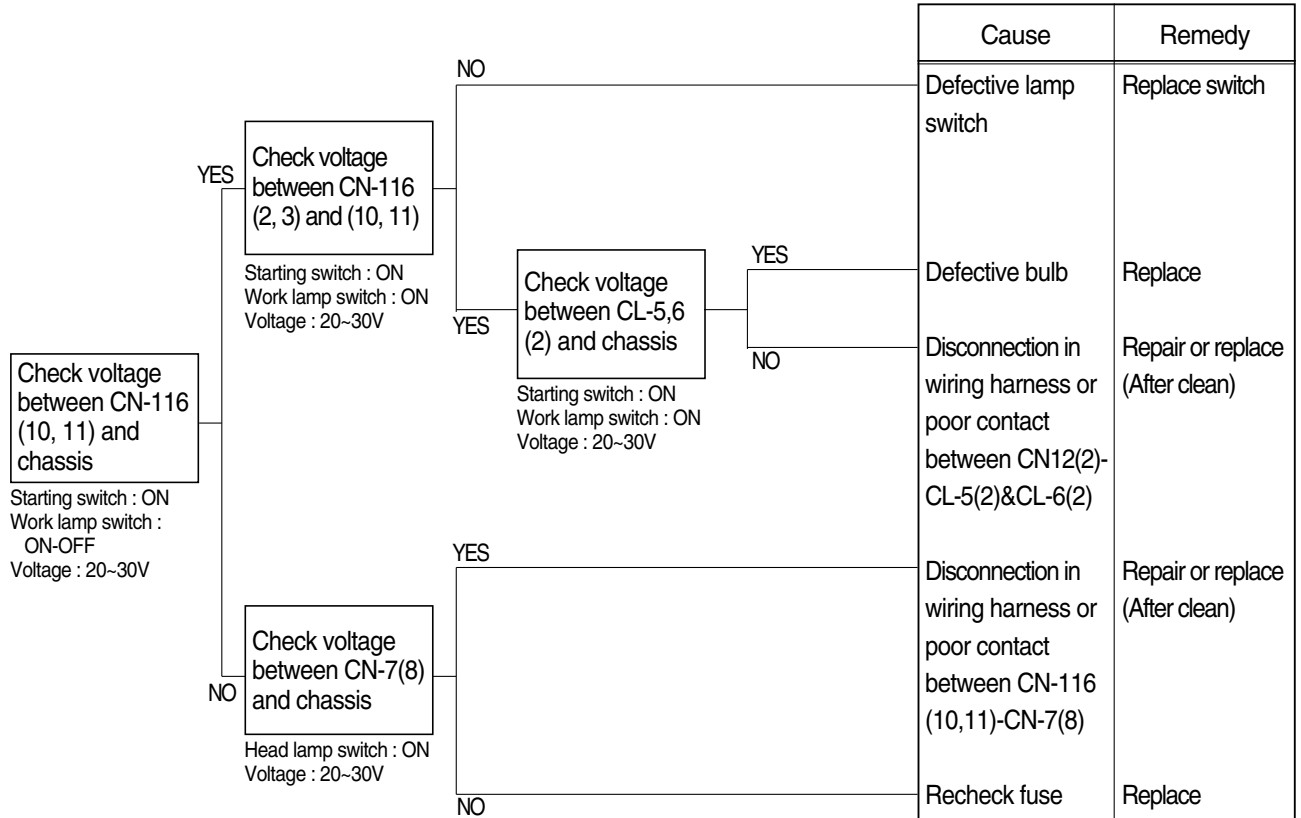 Cause
Remedy
NO
Defective lamp
switch
Replace switch
YES
Check voltage
between CN-116
(2, 3) and (10, 11)
Starting switch : ON
Work lamp switch : ON
Voltage : 20~30V
YES
Check voltage
between CL-5,6
(2) and chassis
Starting switch : ON
Work lamp switch : ON
Voltage : 20~30V
YES
Defective bulb
Replace
NO
Disconnection in
wiring harness or
poor contact
between CN12(2)-
CL-5(2)&CL-6(2)
Repair or replace
(After clean)
Check voltage
between CN-116
(10, 11) and
chassis
Starting switch : ON
Work lamp switch :
ON-OFF
Voltage : 20~30V
YES
Disconnection in
wiring harness or
poor contact
between CN-116
(10,11)-CN-7(8)
Repair or replace
(After clean)
NO
Check voltage
between CN-7(8)
and chassis
Head lamp switch : ON
Voltage : 20~30V
NO
Recheck fuse
Replace